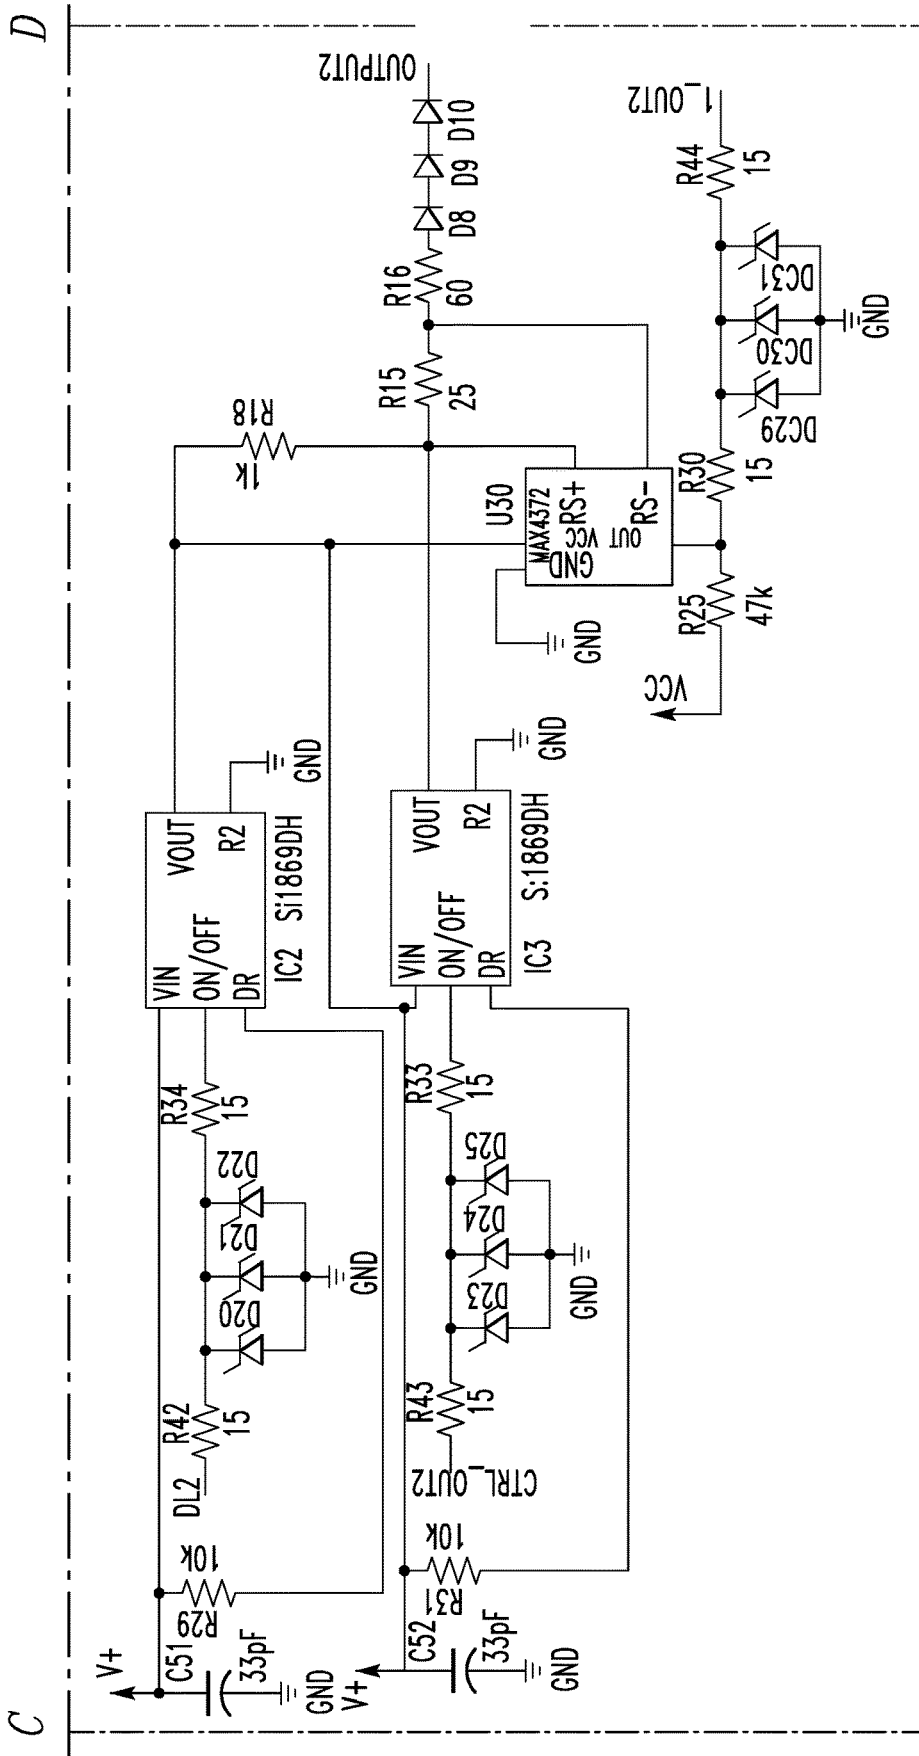 C
D
V+
C51
33pF
GND
R29
10k
DL2
R42
15
D20
D21
D22
GND
R34
15
VIN
ON/OFF
DR
VOUT
R2
IC2 Si1869DH
GND
V+
C52
33pF
GND
R31
10k
CTRL_OUT2
R43
15
D23
D24
D25
GND
R33
15
VIN
ON/OFF
DR
VOUT
R2
IC3 S:1869DH
GND
R18
1k
R15
25
R16
60
D8
D9
D10
OUTPUT2
U30
MAX4372
GND
VCC
RS+
OUT
RS-
GND
VCC
R25
47k
R30
15
DC29
DC30
DC31
GND
R44
15
1_OUT2